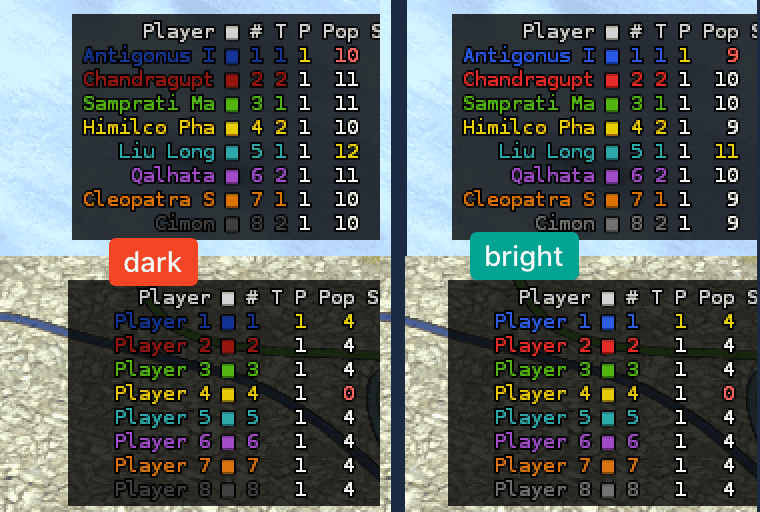 Player # T P Pop S
Antigonus I 1 1 1 10
Chandragupt 2 2 1 11
Samprati Ma 3 1 1 11
Himilco Pha 4 2 1 10
Liu Long 5 1 1 12
Qalhata 6 2 1 11
Cleopatra S 7 1 1 10
Cimon 8 2 1 10
dark
Player # T P Pop S
Player 1 1 1 4
Player 2 2 1 4
Player 3 3 1 4
Player 4 4 1 0
Player 5 5 1 4
Player 6 6 1 4
Player 7 7 1 4
Player 8 8 1 4
Player # T P Pop S
Antigonus I 1 1 1 9
Chandragupt 2 2 1 10
Samprati Ma 3 1 1 10
Himilco Pha 4 2 1 9
Liu Long 5 1 1 11
Qalhata 6 2 1 10
Cleopatra S 7 1 1 9
Cimon 8 2 1 9
bright
Player # T P Pop S
Player 1 1 1 4
Player 2 2 1 4
Player 3 3 1 4
Player 4 4 1 0
Player 5 5 1 4
Player 6 6 1 4
Player 7 7 1 4
Player 8 8 1 4